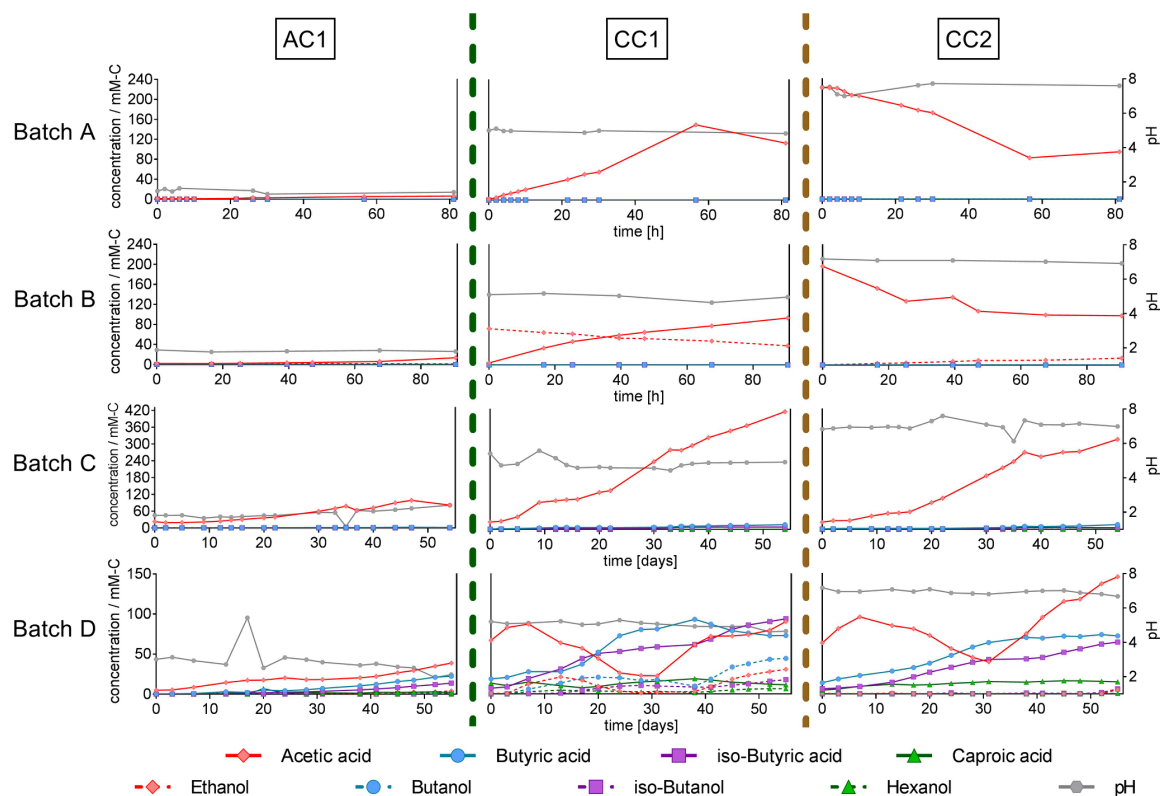 AC1 CC1 CC2
Batch A
concentration / mM-C
240
200
160
120
80
40
0
0 20 40 60 80
0 20 40 60 80
0 20 40 60 80
time [h]
8
6
4
2
pH
Batch B
concentration / mM-C
240
200
160
120
80
40
0
0 20 40 60 80
0 20 40 60 80
0 20 40 60 80
time [h]
8
6
4
2
pH
Batch C
concentration / mM-C
420
360
300
240
180
120
60
0
0 10 20 30 40 50
0 10 20 30 40 50
0 10 20 30 40 50
time [days]
8
6
4
2
pH
Batch D
concentration / mM-C
150
100
50
0
0 10 20 30 40 50
0 10 20 30 40 50
0 10 20 30 40 50
time [days]
8
6
4
2
pH
Acetic acid Butyric acid iso-Butyric acid Caproic acid
Ethanol Butanol iso-Butanol Hexanol pH